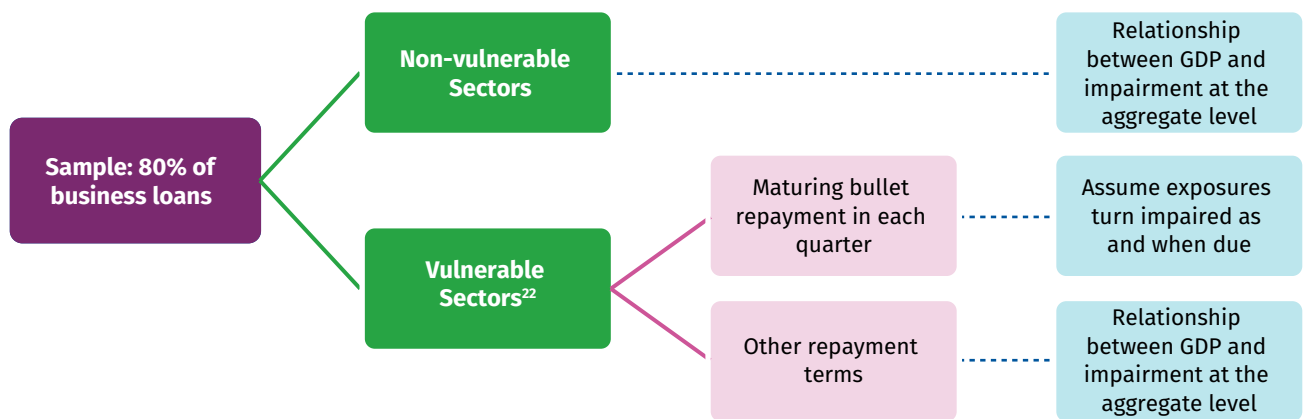 Sample: 80% of
business loans
Non-vulnerable
Sectors
Relationship
between GDP and
impairment at the
aggregate level
Vulnerable
Sectors22
Maturing bullet
repayment in each
quarter
Assume exposures
turn impaired as
and when due
Other repayment
terms
Relationship
between GDP and
impairment at the
aggregate level